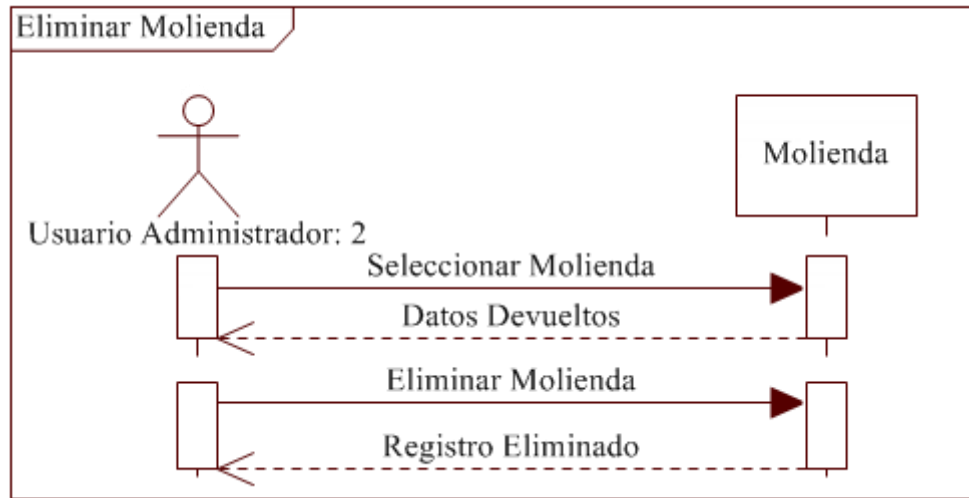 Eliminar Molienda
Molienda
Usuario Administrador: 2
Seleccionar Molienda
Datos Devueltos
Eliminar Molienda
Registro Eliminado